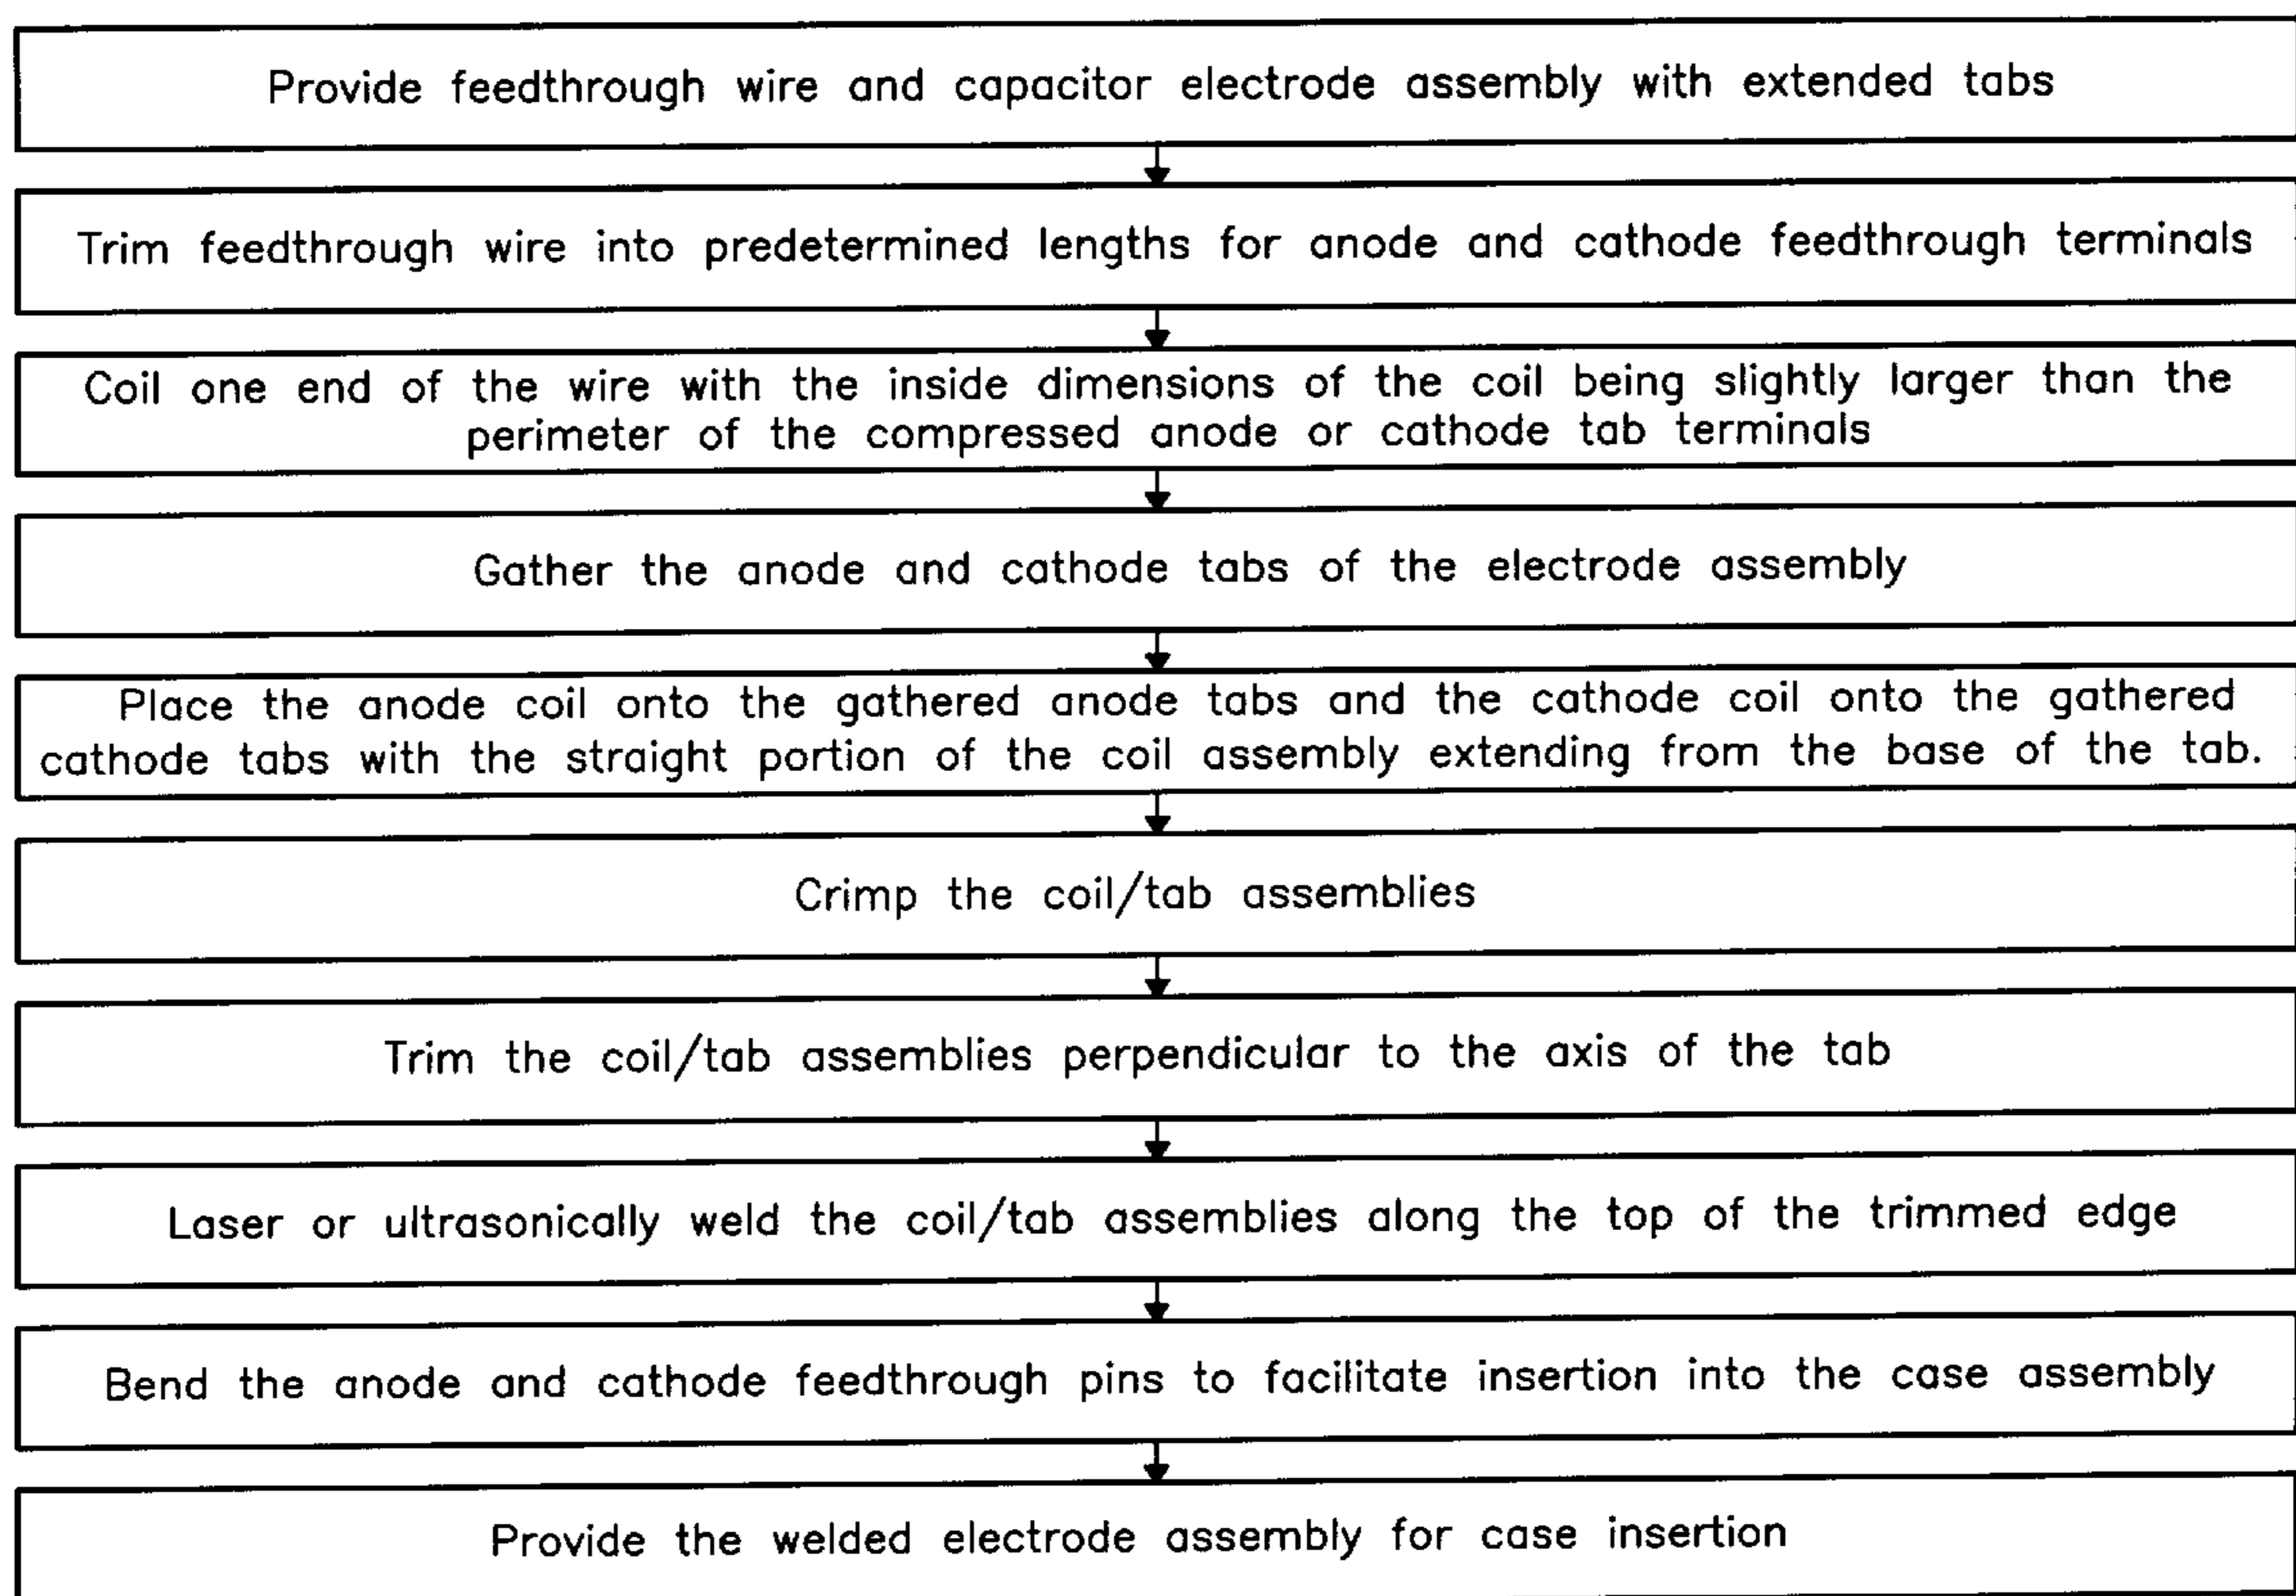 Provide feedthrough wire and capacitor electrode assembly with extended tabs
Trim feedthrough wire into predetermined lengths for anode and cathode feedthrough terminals
Coil one end of the wire with the inside dimensions of the coil being slightly larger than the
perimeter of the compressed anode or cathode tab terminals
Gather the anode and cathode tabs of the electrode assembly
Place the anode coil onto the gathered anode tabs and the cathode coil onto the gathered
cathode tabs with the straight portion of the coil assembly extending from the base of the tab.
Crimp the coil/tab assemblies
Trim the coil/tab assemblies perpendicular to the axis of the tab
Laser or ultrasonically weld the coil/tab assemblies along the top of the trimmed edge
Bend the anode and cathode feedthrough pins to facilitate insertion into the case assembly
Provide the welded electrode assembly for case insertion